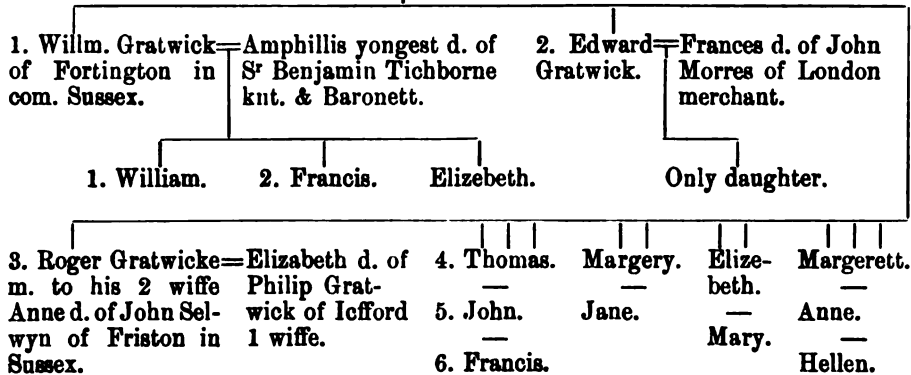 1. Willm. Gratwick=Amphillis yongest d. of
of Fortington in Sʳ Benjamin Tichborne
com. Sussex. knt. & Baronett.
2. Edward=Frances d. of John
Gratwick. Morres of London
merchant.
1. William. 2. Francis. Elizebeth. Only daughter.
3. Roger Gratwicke=Elizabeth d. of
m. to his 2 wiffe Philip Grat-
Anne d. of John Sel- wick of Icfford
wyn of Friston in 1 wiffe.
Sussex.
4. Thomas.
—
5. John.
—
6. Francis.
Margery.
—
Jane.
Elize-
beth.
—
Mary.
Margerett.
—
Anne.
—
Hellen.